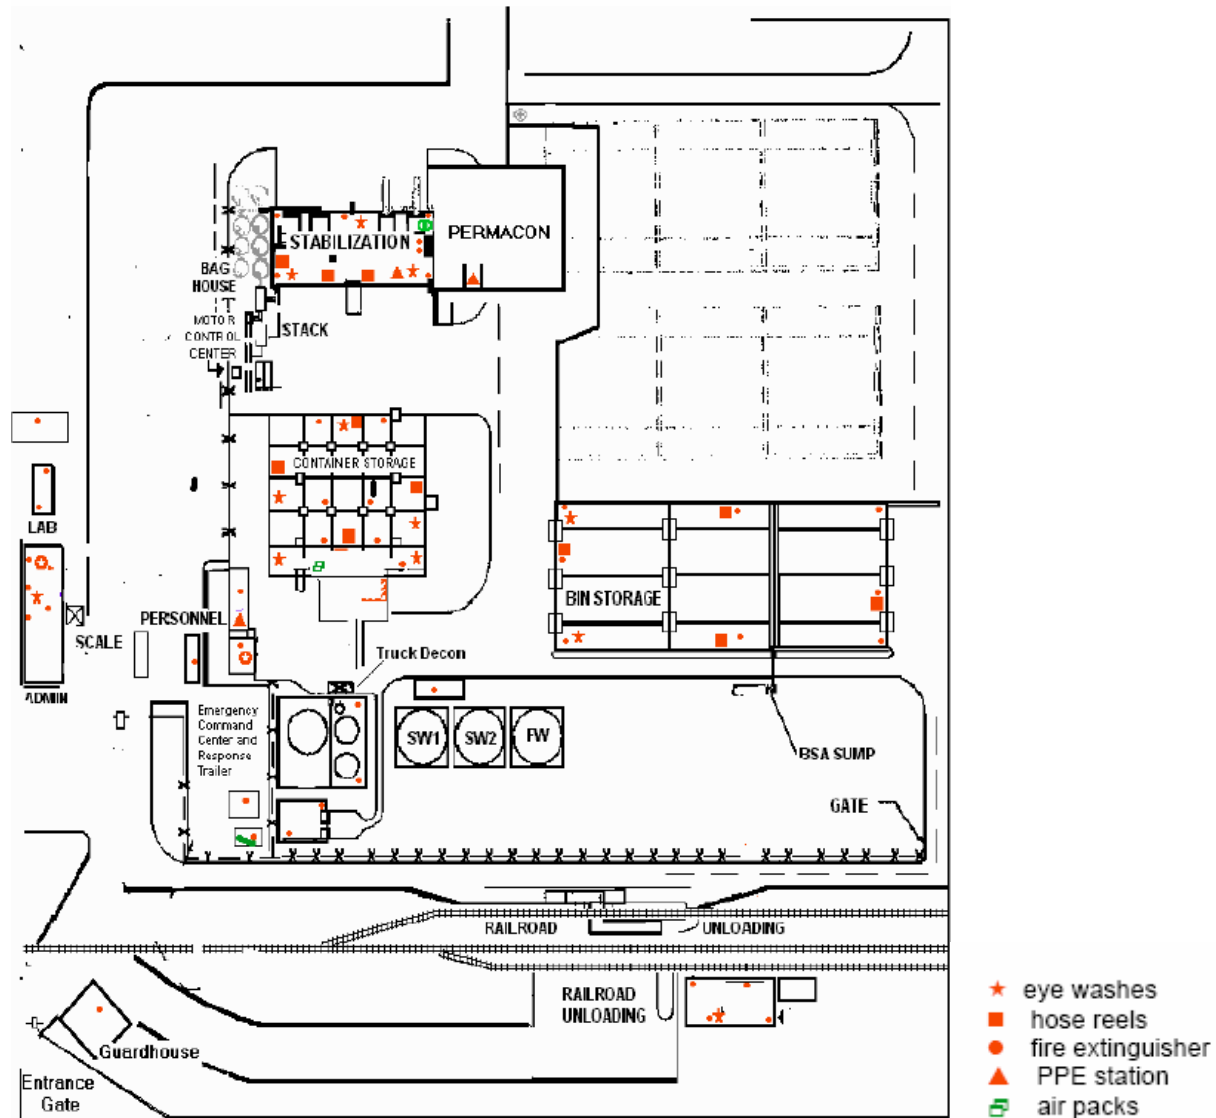 STABILIZATION
PERMACON
BAG
HOUSE
MOTOR
CONTROL
CENTER
STACK
CONTAINER STORAGE
LAB
BIN STORAGE
PERSONNEL
SCALE
Truck Decon
ADMIN
Emergency
Command
Center and
Response
Trailer
SW1
SW2
FW
BSA SUMP
GATE
RAILROAD
UNLOADING
RAILROAD
UNLOADING
Guardhouse
Entrance
Gate
eye washes
hose reels
fire extinguisher
PPE station
air packs